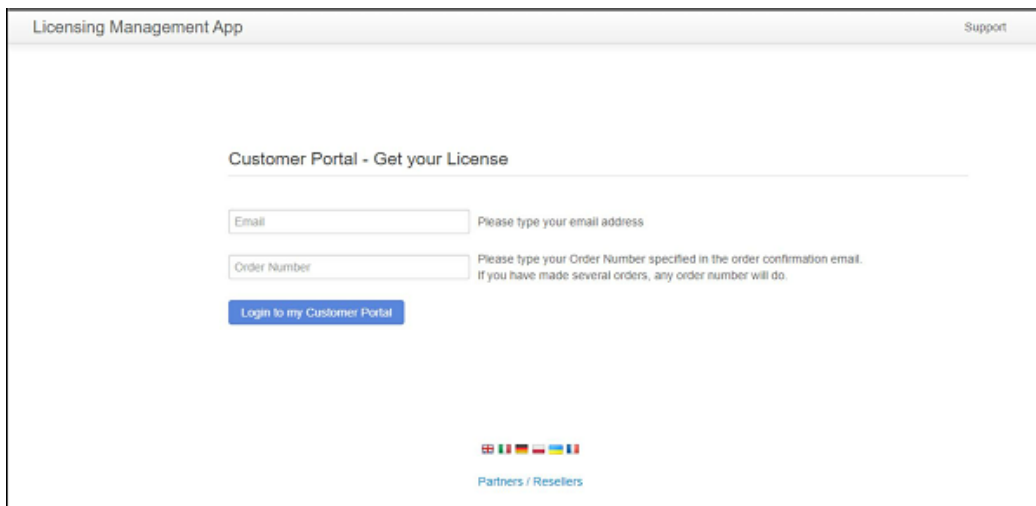 Licensing Management App
Support
Customer Portal - Get your License
Email
Please type your email address
Order Number
Please type your Order Number specified in the order confirmation email.
If you have made several orders, any order number will do.
Login to my Customer Portal
Partners / Resellers